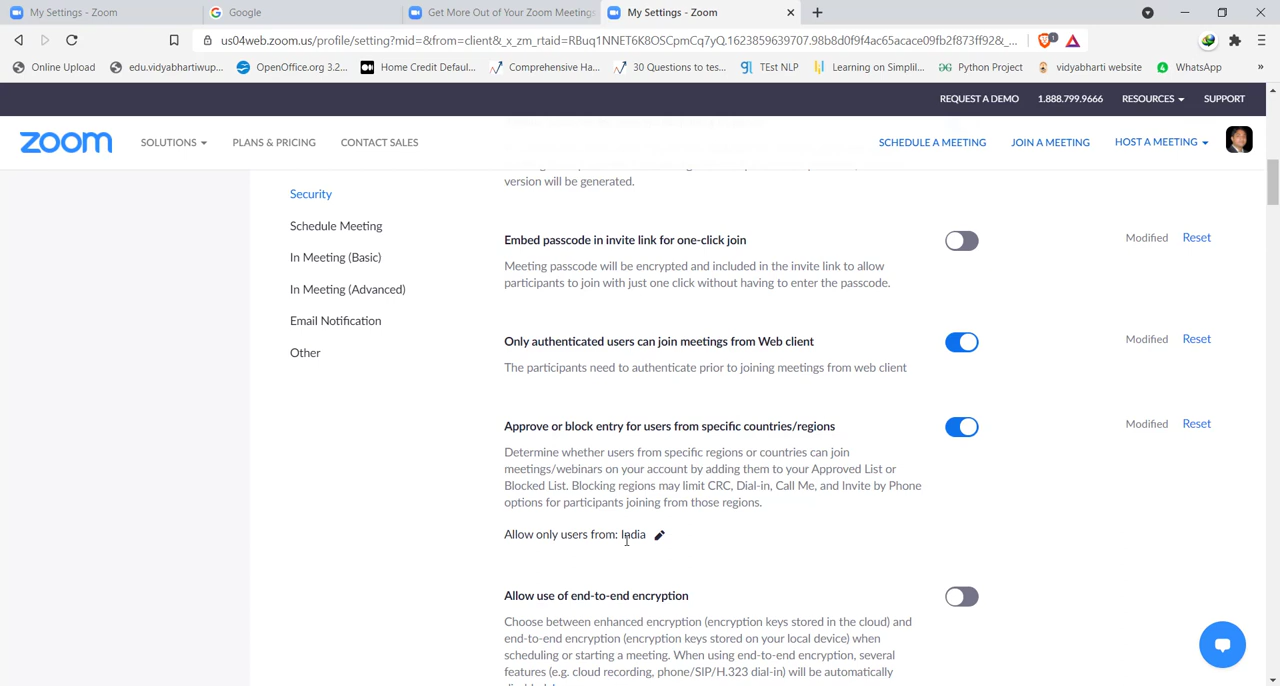 My Settings - Zoom
Google
Get More Out of Your Zoom Meetings
My Settings - Zoom
us04web.zoom.us/profile/setting?mid=&from=client&_x_zm_rtaid=RBuq1NNET6K8OSCpmCq7yQ.1623859639707.98b8d0f9f4ac65acace09fb2f873ff92&_...
1
Online Upload
edu.vidyabhartiwup...
OpenOffice.org 3.2...
Home Credit Defaul...
Comprehensive Ha...
30 Questions to tes...
TEst NLP
Learning on Simplil...
Python Project
vidyabharti website
WhatsApp
»
REQUEST A DEMO
1.888.799.9666
RESOURCES
SUPPORT
zoom
SOLUTIONS
PLANS & PRICING
CONTACT SALES
SCHEDULE A MEETING
JOIN A MEETING
HOST A MEETING
Security
Schedule Meeting
In Meeting (Basic)
In Meeting (Advanced)
Email Notification
Other
version will be generated.
Embed passcode in invite link for one-click join
Modified Reset
Meeting passcode will be encrypted and included in the invite link to allow
participants to join with just one click without having to enter the passcode.
Only authenticated users can join meetings from Web client
Modified Reset
The participants need to authenticate prior to joining meetings from web client
Approve or block entry for users from specific countries/regions
Modified Reset
Determine whether users from specific regions or countries can join
meetings/webinars on your account by adding them to your Approved List or
Blocked List. Blocking regions may limit CRC, Dial-in, Call Me, and Invite by Phone
options for participants joining from those regions.
Allow only users from: India
Allow use of end-to-end encryption
Choose between enhanced encryption (encryption keys stored in the cloud) and
end-to-end encryption (encryption keys stored on your local device) when
scheduling or starting a meeting. When using end-to-end encryption, several
features (e.g. cloud recording, phone/SIP/H.323 dial-in) will be automatically